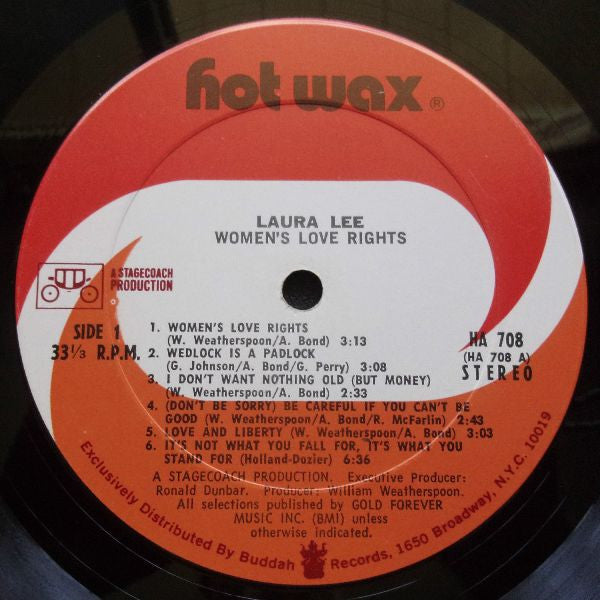 hot wax®
LAURA LEE
WOMEN'S LOVE RIGHTS
A STAGECOACH
PRODUCTION
SIDE 1
33⅓ R.P.M.
HA 708
(HA 708 A)
STEREO
1. WOMEN'S LOVE RIGHTS
(W. Weatherspoon/A. Bond) 3:13
2. WEDLOCK IS A PADLOCK
(G. Johnson/A. Bond/G. Perry) 3:08
3. I DON'T WANT NOTHING OLD (BUT MONEY)
(W. Weatherspoon/A. Bond) 2:33
4. (DON'T BE SORRY) BE CAREFUL IF YOU CAN'T BE
GOOD (W. Weatherspoon/A. Bond/R. McFarlin) 2:43
5. LOVE AND LIBERTY (W. Weatherspoon/A. Bond) 3:03
6. IT'S NOT WHAT YOU FALL FOR, IT'S WHAT YOU
STAND FOR (Holland-Dozier) 6:36
A STAGECOACH PRODUCTION. Executive Producer:
Ronald Dunbar. Producer: William Weatherspoon.
All selections published by GOLD FOREVER
MUSIC INC. (BMI) unless
otherwise indicated.
Exclusively Distributed By Buddah Records, 1650 Broadway, N.Y.C. 10019